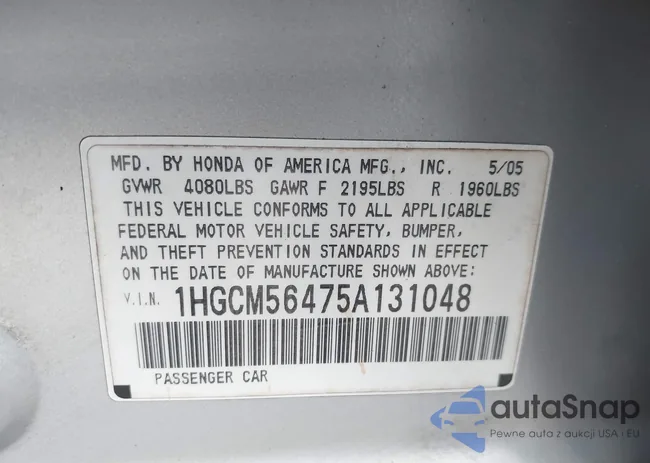 MFD. BY HONDA OF AMERICA MFG., INC. 5/05
GVWR 4080LBS GAWR F 2195LBS R 1960LBS
THIS VEHICLE CONFORMS TO ALL APPLICABLE
FEDERAL MOTOR VEHICLE SAFETY, BUMPER,
AND THEFT PREVENTION STANDARDS IN EFFECT
ON THE DATE OF MANUFACTURE SHOWN ABOVE:
V.I.N. 1HGCM56475A131048
PASSENGER CAR
autaSnap
Pewne auta z aukcji USA i EU